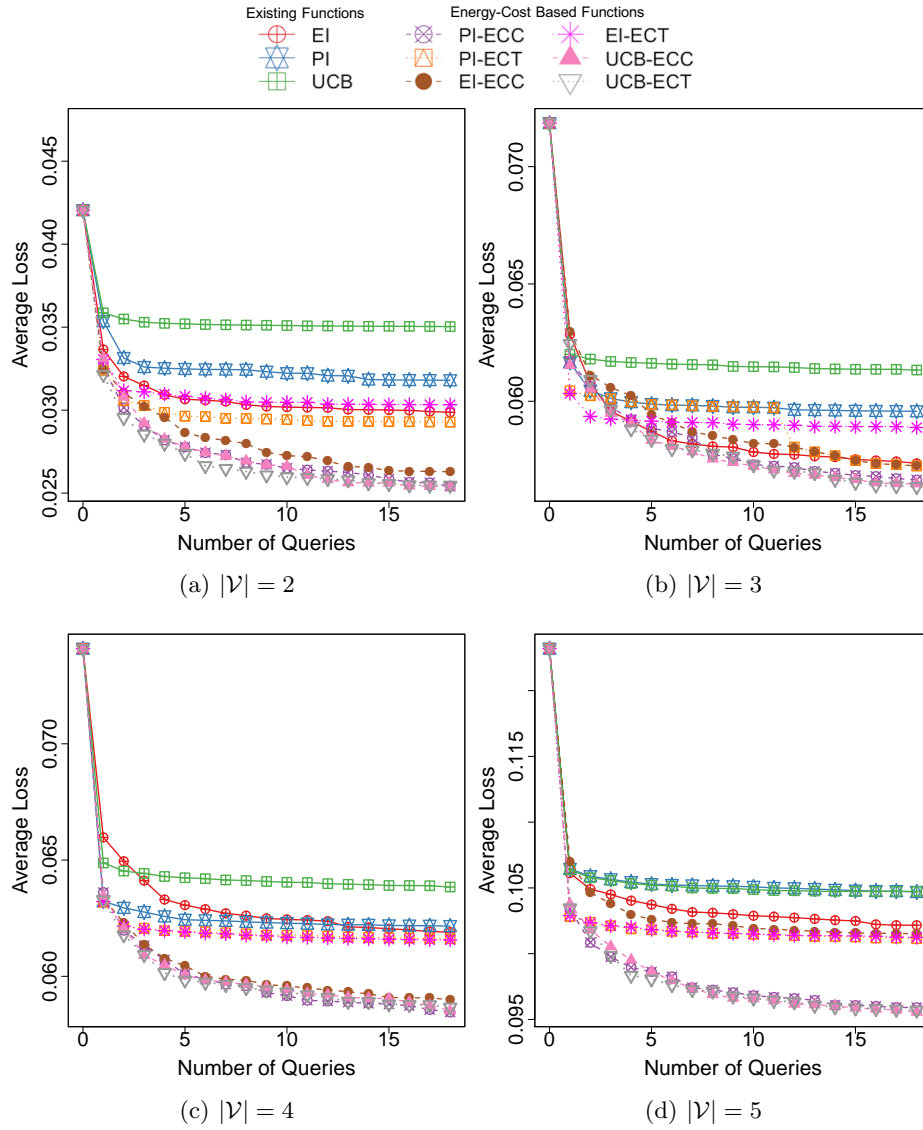 Existing Functions Energy-Cost Based Functions
EI PI-ECC EI-ECT
PI PI-ECT UCB-ECC
UCB EI-ECC UCB-ECT
Average Loss
0.045
0.040
0.035
0.030
0.025
0 5 10 15
Number of Queries
(a) |𝒱| = 2
Average Loss
0.070
0.065
0.060
0 5 10 15
Number of Queries
(b) |𝒱| = 3
Average Loss
0.070
0.065
0.060
0 5 10 15
Number of Queries
(c) |𝒱| = 4
Average Loss
0.115
0.105
0.095
0 5 10 15
Number of Queries
(d) |𝒱| = 5